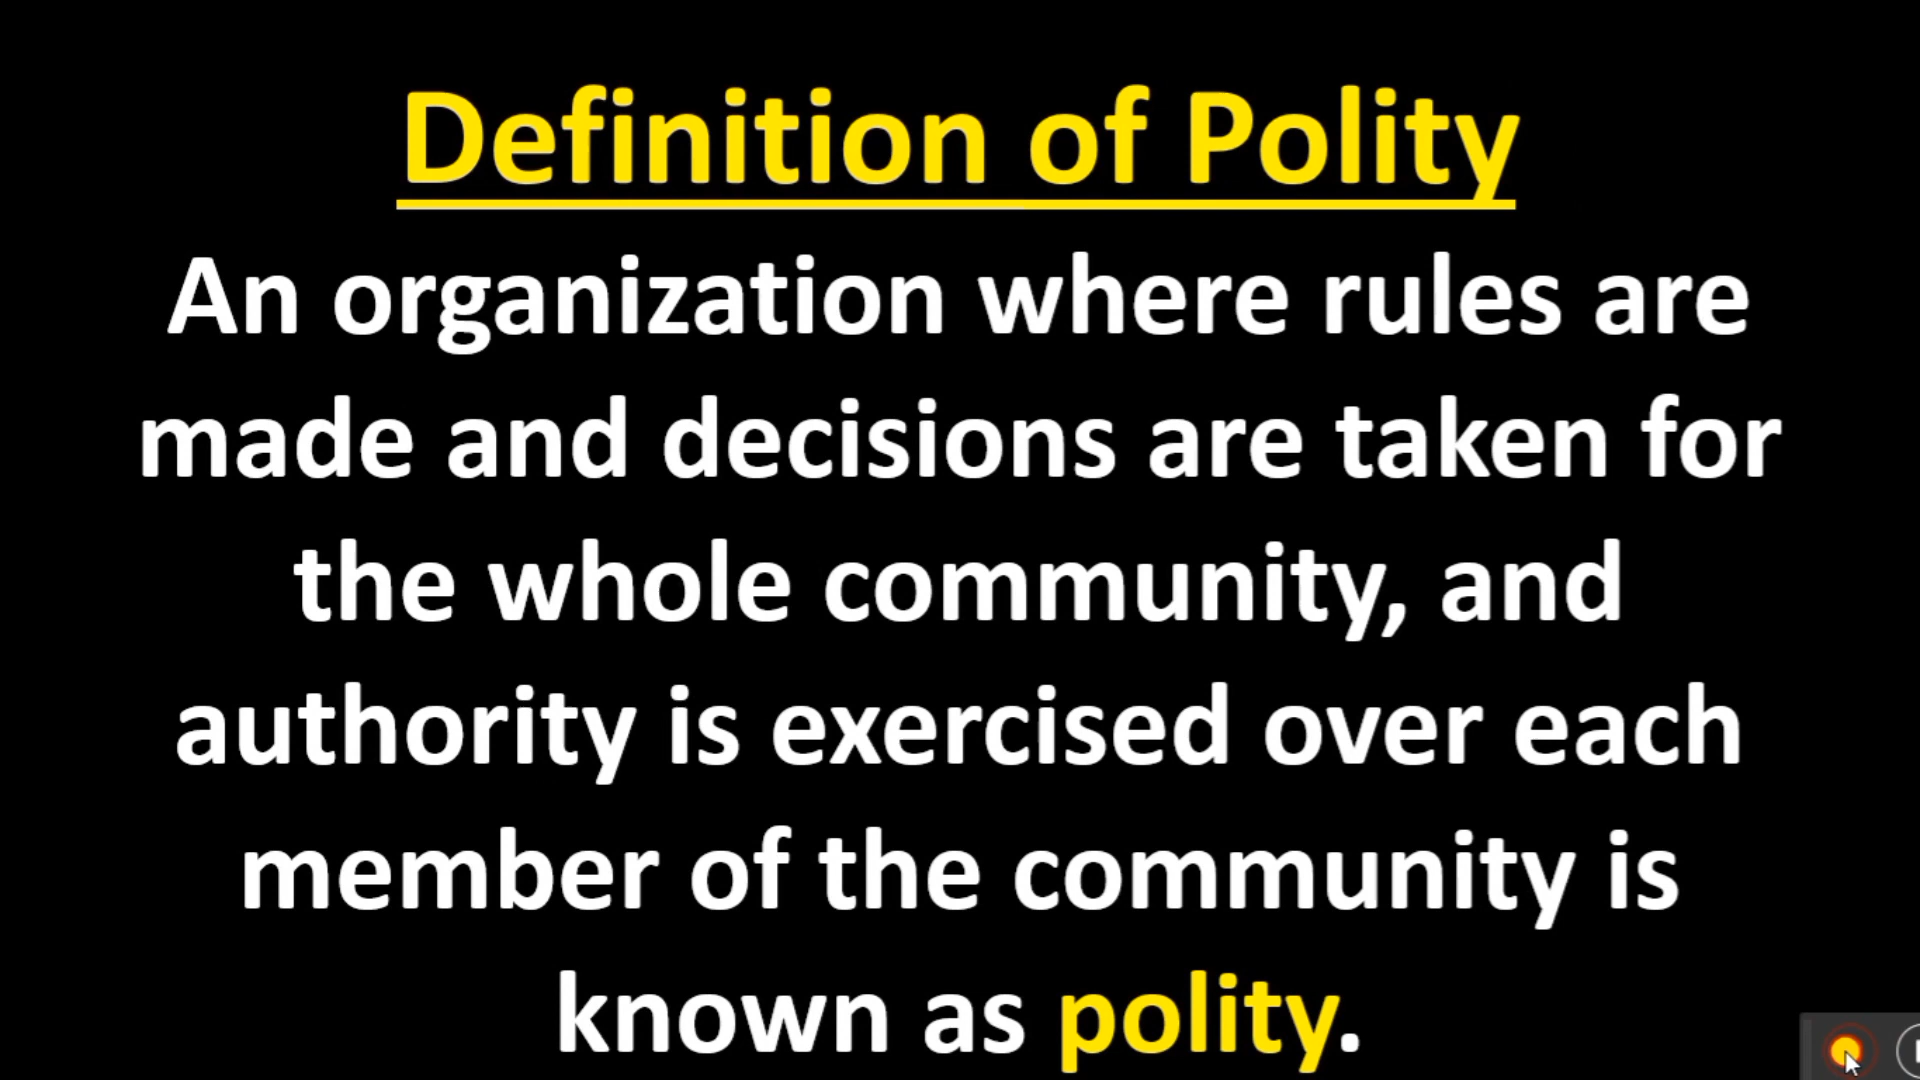 Definition of Polity
An organization where rules are
made and decisions are taken for
the whole community, and
authority is exercised over each
member of the community is
known as polity.